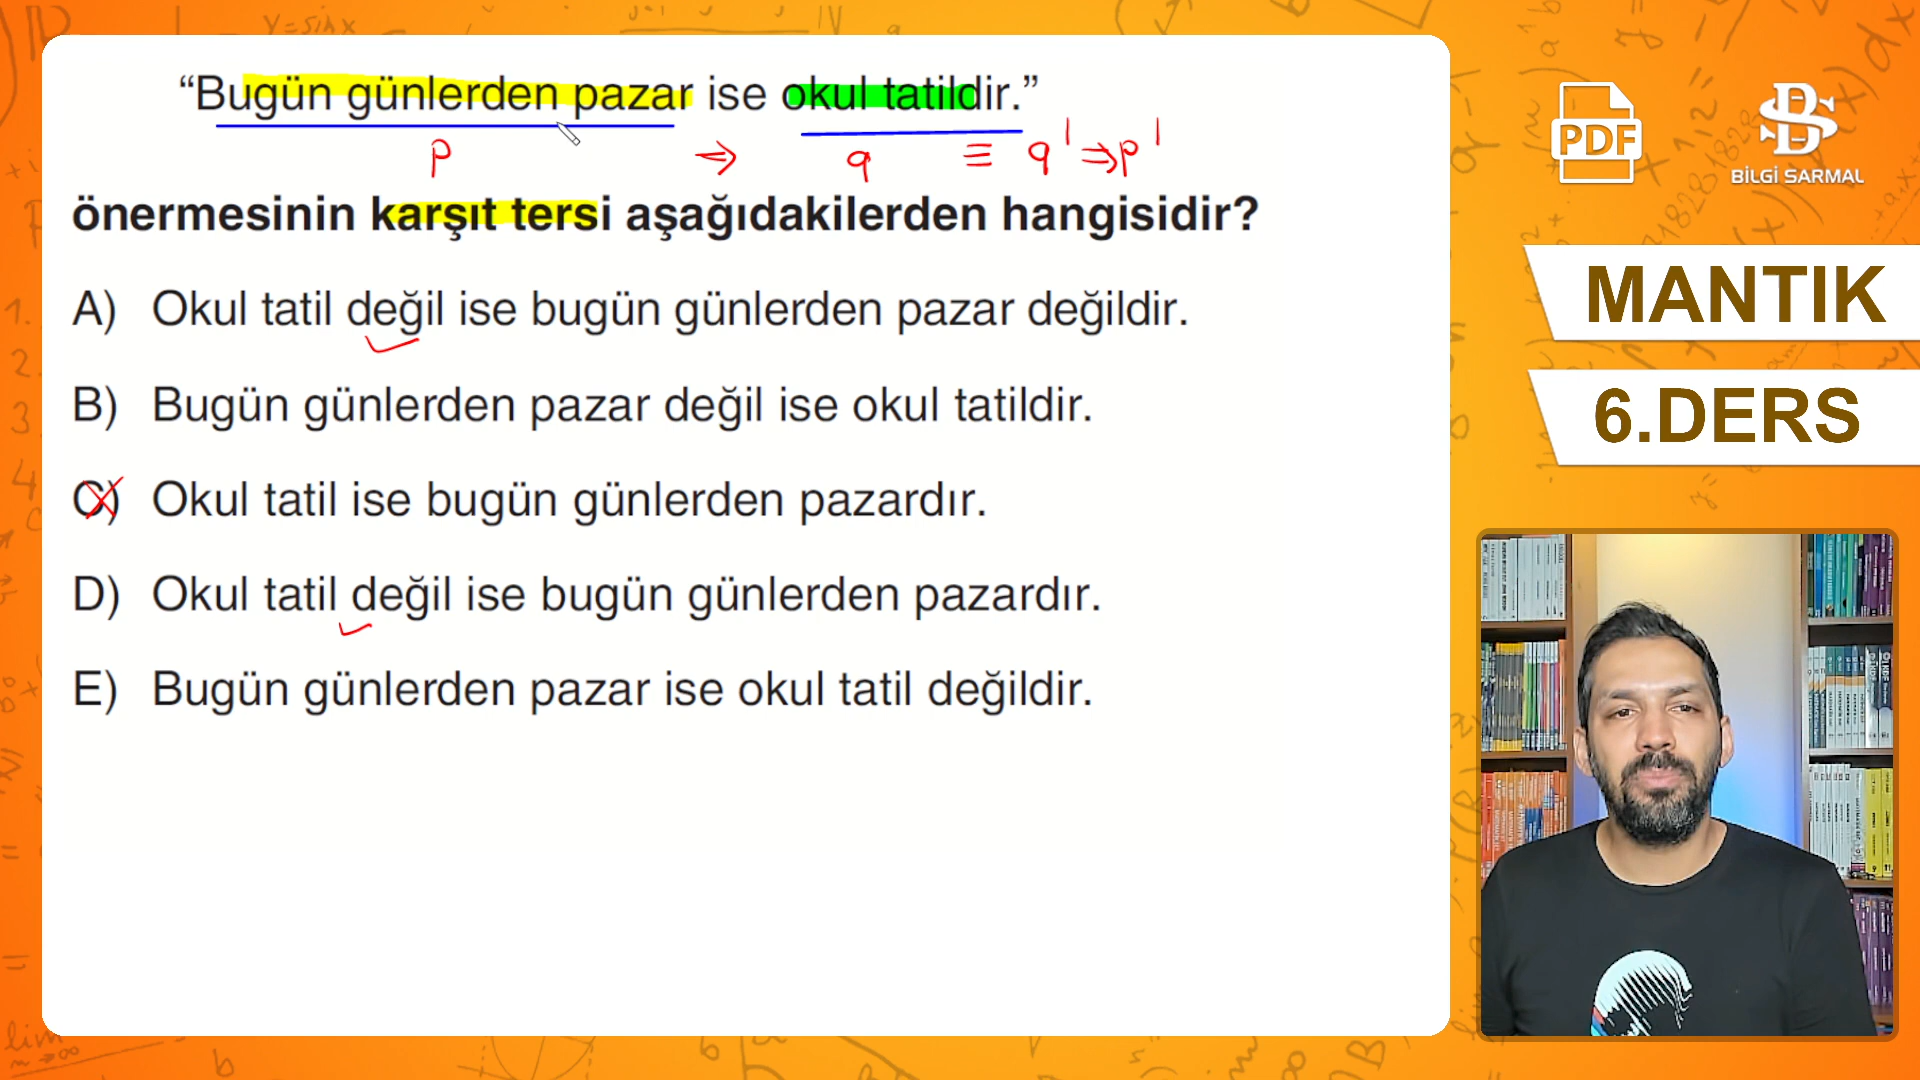 “Bugün günlerden pazar ise okul tatildir.”
p ⇒ q ≡ q' ⇒ p'
önermesinin karşıt tersi aşağıdakilerden hangisidir?
A) Okul tatil değil ise bugün günlerden pazar değildir.
B) Bugün günlerden pazar değil ise okul tatildir.
C) Okul tatil ise bugün günlerden pazardır.
D) Okul tatil değil ise bugün günlerden pazardır.
E) Bugün günlerden pazar ise okul tatil değildir.
PDF
BİLGİ SARMAL
MANTIK
6.DERS